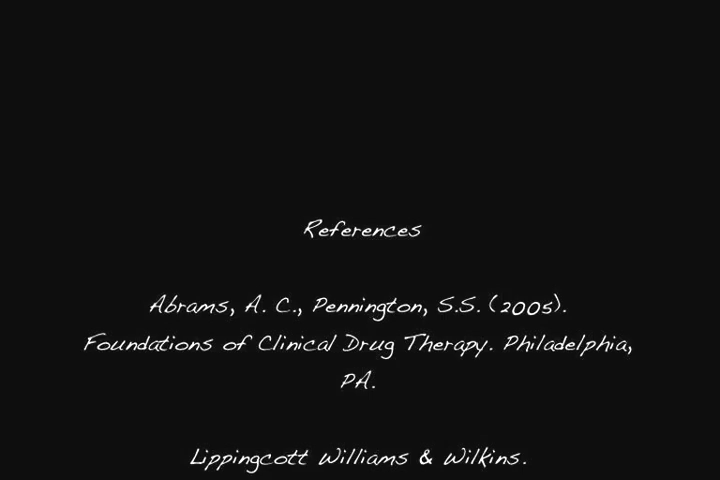 References
Abrams, A. C., Pennington, S.S. (2005).
Foundations of Clinical Drug Therapy. Philadelphia,
PA.
Lippingcott Williams & Wilkins.